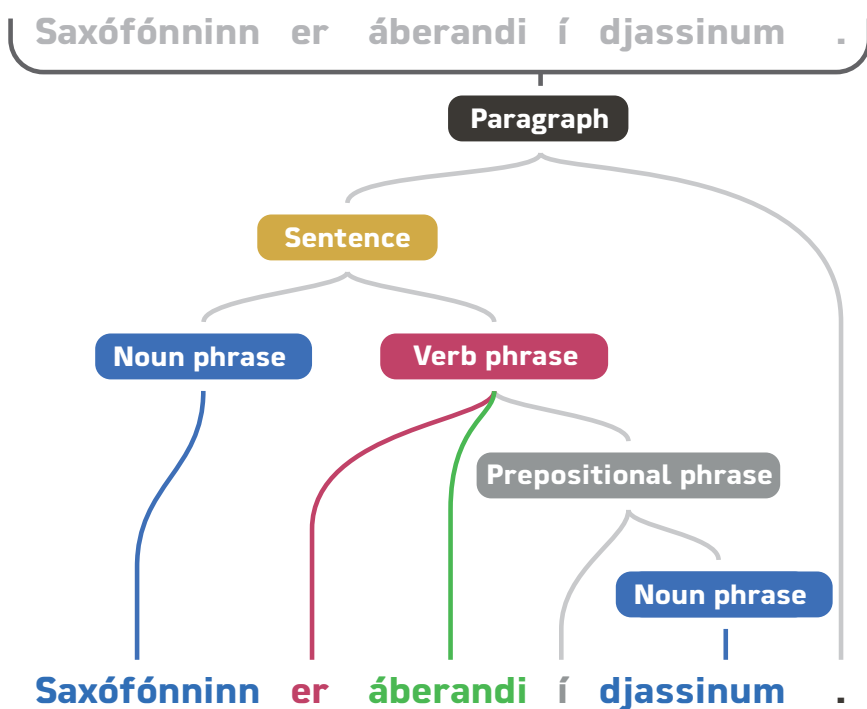 Saxófónninn er áberandi í djassinum .
Paragraph
Sentence
Noun phrase Verb phrase
Prepositional phrase
Noun phrase
Saxófónninn er áberandi í djassinum .